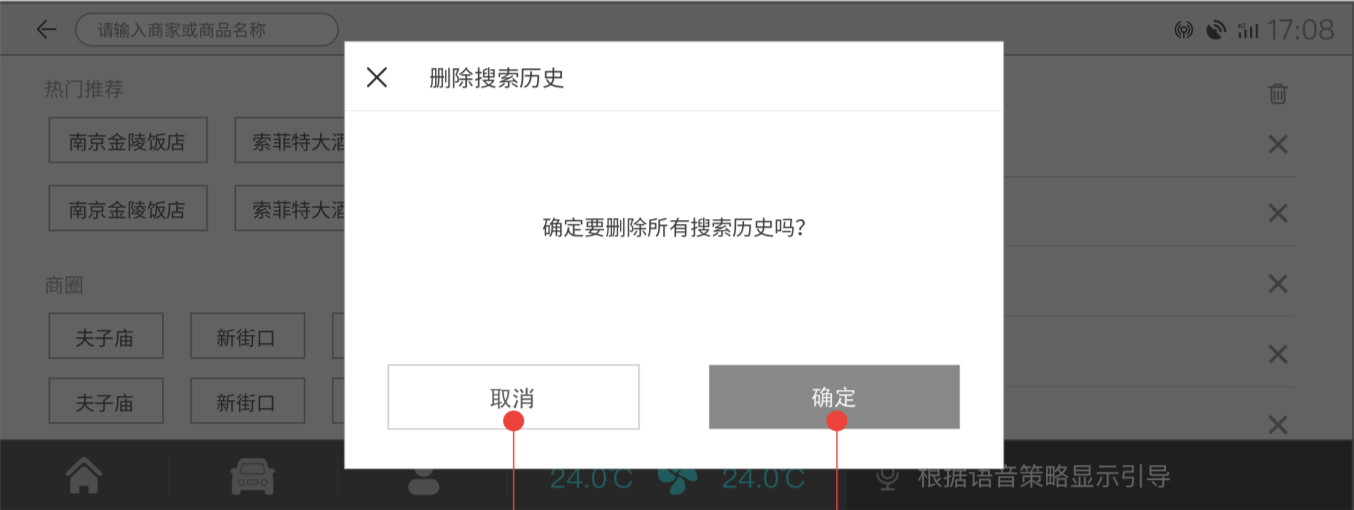 请输入商家或商品名称
4G
17:08
删除搜索历史
热门推荐
南京金陵饭店
索菲特大酒
南京金陵饭店
索菲特大酒
确定要删除所有搜索历史吗?
商圈
夫子庙
新街口
夫子庙
新街口
取消
确定
24.0℃
24.0℃
根据语音策略显示引导